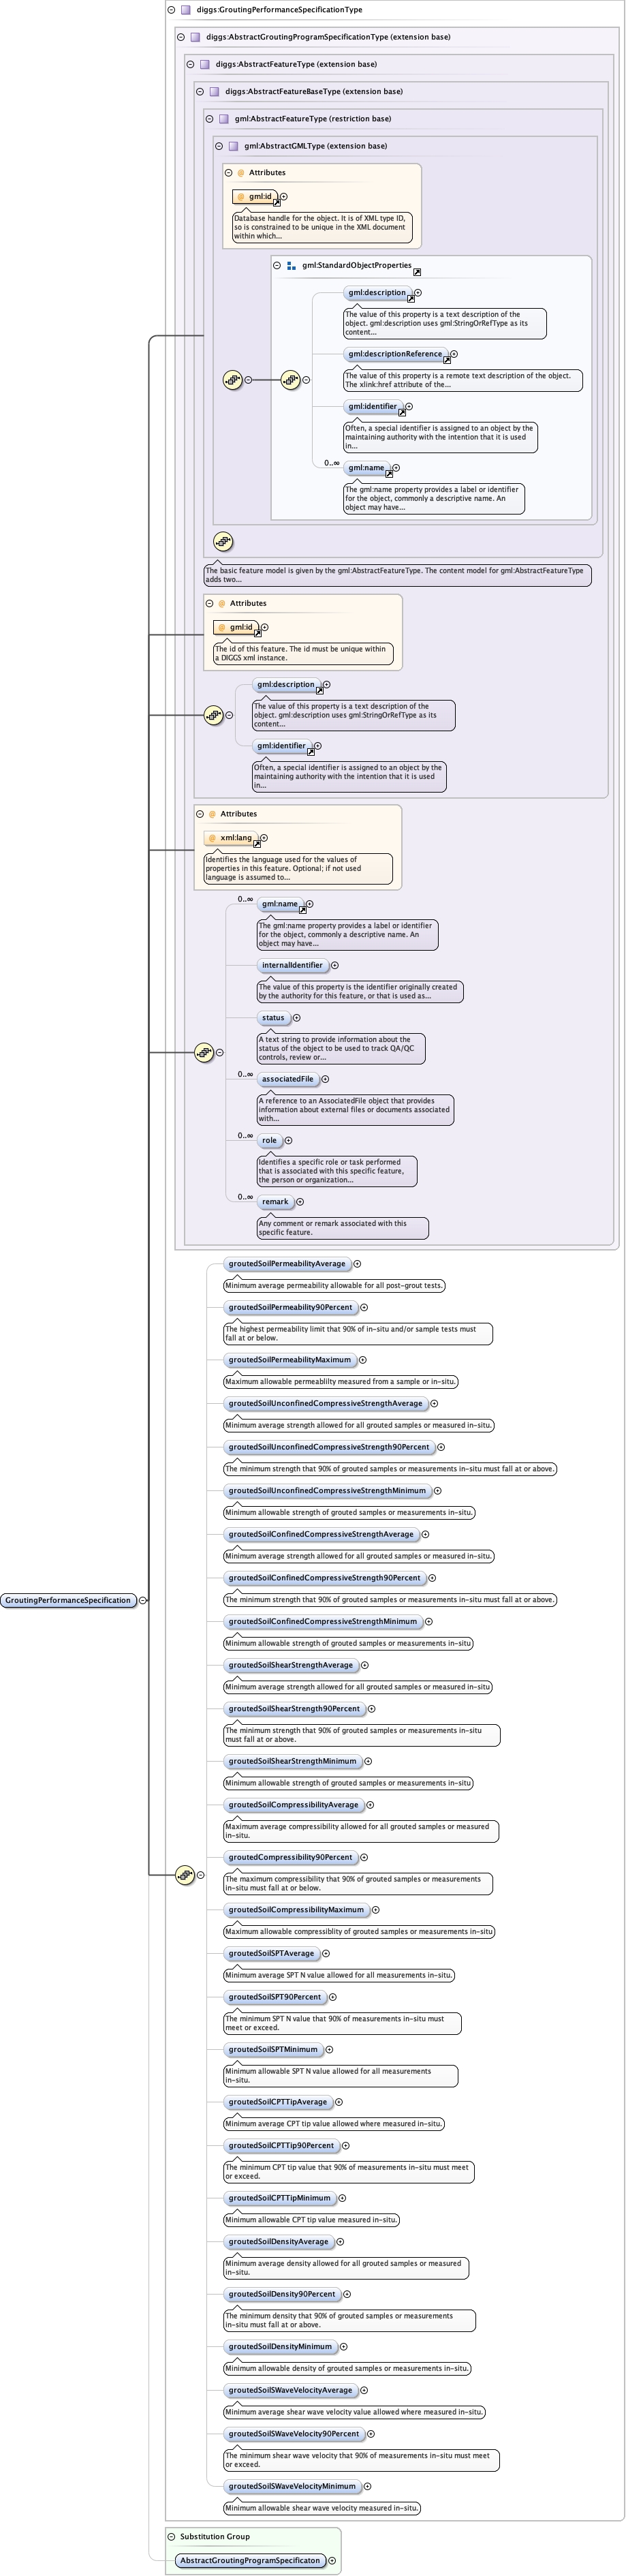 diggs:GroutingPerformanceSpecificationType
diggs:AbstractGroutingProgramSpecificationType (extension base)
diggs:AbstractFeatureType (extension base)
diggs:AbstractFeatureBaseType (extension base)
gml:AbstractFeatureType (restriction base)
gml:AbstractGMLType (extension base)
@ Attributes
@ gml:id
Database handle for the object. It is of XML type ID,
so is constrained to be unique in the XML document
within which...
gml:StandardObjectProperties
gml:description
The value of this property is a text description of the
object. gml:description uses gml:StringOrRefType as its
content...
gml:descriptionReference
The value of this property is a remote text description of the object.
The xlink:href attribute of the...
gml:identifier
Often, a special identifier is assigned to an object by the
maintaining authority with the intention that it is used
in...
0..∞
gml:name
The gml:name property provides a label or identifier
for the object, commonly a descriptive name. An
object may have...
The basic feature model is given by the gml:AbstractFeatureType. The content model for gml:AbstractFeatureType
adds two...
@ Attributes
@ gml:id
The id of this feature. The id must be unique within
a DIGGS xml instance.
gml:description
The value of this property is a text description of the
object. gml:description uses gml:StringOrRefType as its
content...
gml:identifier
Often, a special identifier is assigned to an object by the
maintaining authority with the intention that it is used
in...
@ Attributes
@ xml:lang
Identifies the language used for the values of
properties in this feature. Optional; if not used
language is assumed to...
0..∞
gml:name
The gml:name property provides a label or identifier
for the object, commonly a descriptive name. An
object may have...
internalIdentifier
The value of this property is the identifier originally created
by the authority for this feature, or that is used as...
status
A text string to provide information about the
status of the object to be used to track QA/QC
controls, review or...
0..∞
associatedFile
A reference to an AssociatedFile object that provides
information about external files or documents associated
with...
0..∞
role
Identifies a specific role or task performed
that is associated with this specific feature,
the person or organization...
0..∞
remark
Any comment or remark associated with this
specific feature.
groutedSoilPermeabilityAverage
Minimum average permeability allowable for all post-grout tests.
groutedSoilPermeability90Percent
The highest permeability limit that 90% of in-situ and/or sample tests must
fall at or below.
groutedSoilPermeabilityMaximum
Maximum allowable permeablilty measured from a sample or in-situ.
groutedSoilUnconfinedCompressiveStrengthAverage
Minimum average strength allowed for all grouted samples or measured in-situ.
groutedSoilUnconfinedCompressiveStrength90Percent
The minimum strength that 90% of grouted samples or measurements in-situ must fall at or above.
groutedSoilUnconfinedCompressiveStrengthMinimum
Minimum allowable strength of grouted samples or measurements in-situ.
groutedSoilConfinedCompressiveStrengthAverage
Minimum average strength allowed for all grouted samples or measured in-situ.
GroutingPerformanceSpecification
groutedSoilConfinedCompressiveStrength90Percent
The minimum strength that 90% of grouted samples or measurements in-situ must fall at or above.
groutedSoilConfinedCompressiveStrengthMinimum
Minimum allowable strength of grouted samples or measurements in-situ
groutedSoilShearStrengthAverage
Minimum average strength allowed for all grouted samples or measured in-situ
groutedSoilShearStrength90Percent
The minimum strength that 90% of grouted samples or measurements in-situ
must fall at or above.
groutedSoilShearStrengthMinimum
Minimum allowable strength of grouted samples or measurements in-situ
groutedSoilCompressibilityAverage
Maximum average compressibility allowed for all grouted samples or measured
in-situ.
groutedCompressibility90Percent
The maximum compressibility that 90% of grouted samples or measurements
in-situ must fall at or below.
groutedSoilCompressibilityMaximum
Maximum allowable compressiblity of grouted samples or measurements in-situ
groutedSoilSPTAverage
Minimum average SPT N value allowed for all measurements in-situ.
groutedSoilSPT90Percent
The minimum SPT N value that 90% of measurements in-situ must
meet or exceed.
groutedSoilSPTMinimum
Minimum allowable SPT N value allowed for all measurements
in-situ.
groutedSoilCPTTipAverage
Minimum average CPT tip value allowed where measured in-situ.
groutedSoilCPTTip90Percent
The minimum CPT tip value that 90% of measurements in-situ must meet
or exceed.
groutedSoilCPTTipMinimum
Minimum allowable CPT tip value measured in-situ.
groutedSoilDensityAverage
Minimum average density allowed for all grouted samples or measured
in-situ.
groutedSoilDensity90Percent
The minimum density that 90% of grouted samples or measurements
in-situ must fall at or above.
groutedSoilDensityMinimum
Minimum allowable density of grouted samples or measurements in-situ.
groutedSoilSWaveVelocityAverage
Minimum average shear wave velocity value allowed where measured in-situ.
groutedSoilSWaveVelocity90Percent
The minimum shear wave velocity that 90% of measurements in-situ must meet
or exceed.
groutedSoilSWaveVelocityMinimum
Minimum allowable shear wave velocity measured in-situ.
Substitution Group
AbstractGroutingProgramSpecificaton